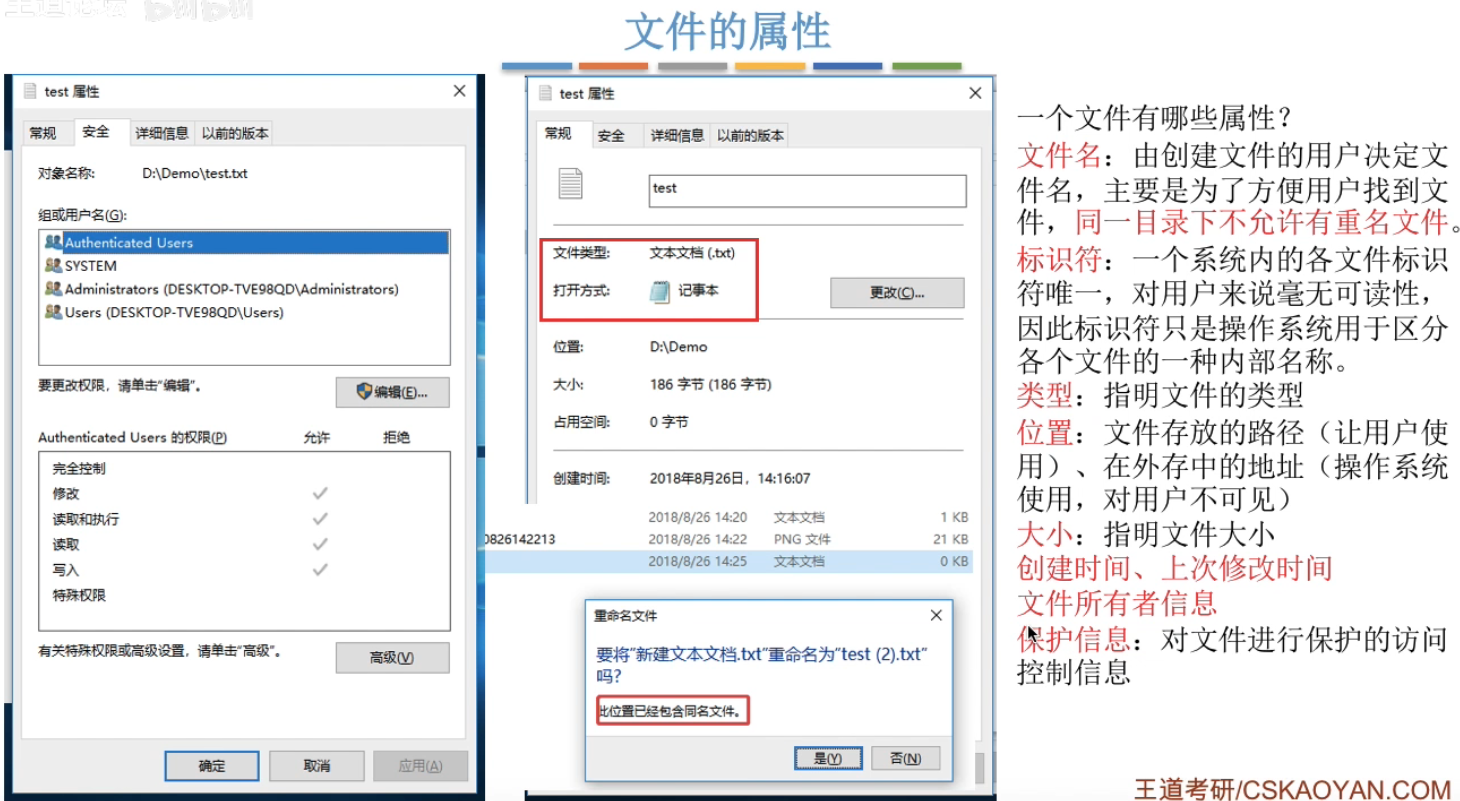 文件的属性
test 属性
常规 安全 详细信息 以前的版本
对象名称: D:\Demo\test.txt
组或用户名(G):
Authenticated Users
SYSTEM
Administrators (DESKTOP-TVE98QD\Administrators)
Users (DESKTOP-TVE98QD\Users)
要更改权限，请单击"编辑"。
编辑(E)...
Authenticated Users 的权限(P) 允许 拒绝
完全控制
修改
读取和执行
读取
写入
特殊权限
有关特殊权限或高级设置，请单击"高级"。
高级(V)
确定 取消 应用(A)
test 属性
常规 安全 详细信息 以前的版本
test
文件类型: 文本文档 (.txt)
打开方式: 记事本
更改(C)...
位置: D:\Demo
大小: 186 字节 (186 字节)
占用空间: 0 字节
创建时间: 2018年8月26日，14:16:07
2018/8/26 14:20 文本文档 1 KB
0826142213 2018/8/26 14:22 PNG 文件 21 KB
2018/8/26 14:25 文本文档 0 KB
重命名文件
要将"新建文本文档.txt"重命名为"test (2).txt"
吗?
此位置已经包含同名文件。
是(Y) 否(N)
一个文件有哪些属性？
文件名：由创建文件的用户决定文
件名，主要是为了方便用户找到文
件，同一目录下不允许有重名文件。
标识符：一个系统内的各文件标识
符唯一，对用户来说毫无可读性，
因此标识符只是操作系统用于区分
各个文件的一种内部名称。
类型：指明文件的类型
位置：文件存放的路径（让用户使
用）、在外存中的地址（操作系统
使用，对用户不可见）
大小：指明文件大小
创建时间、上次修改时间
文件所有者信息
保护信息：对文件进行保护的访问
控制信息
王道考研/CSKAOYAN.COM